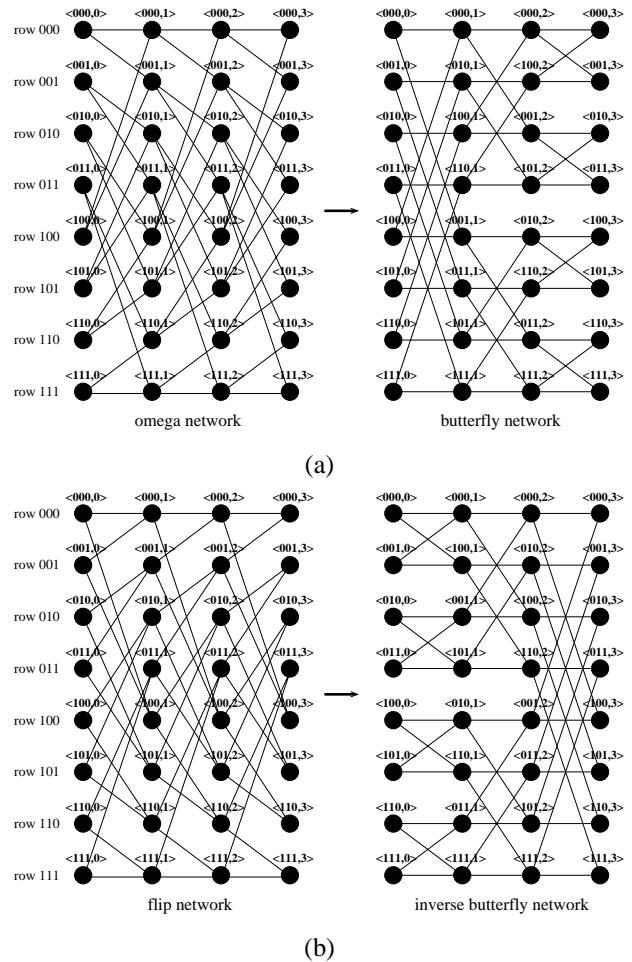 <000,0> <000,1> <000,2> <000,3> <000,0> <000,1> <000,2> <000,3>
row 000
<001,0> <001,1> <001,2> <001,3> <001,0> <010,1> <100,2> <001,3>
row 001
<010,0> <010,1> <010,2> <010,3> <010,0> <100,1> <001,2> <010,3>
row 010
<011,0> <011,1> <011,2> <011,3> <011,0> <110,1> <101,2> <011,3>
row 011
<100,0> <100,1> <100,2> <100,3> <100,0> <001,1> <010,2> <100,3>
row 100
<101,0> <101,1> <101,2> <101,3> <101,0> <011,1> <110,2> <101,3>
row 101
<110,0> <110,1> <110,2> <110,3> <110,0> <101,1> <011,2> <110,3>
row 110
<111,0> <111,1> <111,2> <111,3> <111,0> <111,1> <111,2> <111,3>
row 111
omega network butterfly network
(a)
<000,0> <000,1> <000,2> <000,3> <000,0> <000,1> <000,2> <000,3>
row 000
<001,0> <001,1> <001,2> <001,3> <001,0> <100,1> <010,2> <001,3>
row 001
<010,0> <010,1> <010,2> <010,3> <010,0> <001,1> <100,2> <010,3>
row 010
<011,0> <011,1> <011,2> <011,3> <011,0> <101,1> <110,2> <011,3>
row 011
<100,0> <100,1> <100,2> <100,3> <100,0> <010,1> <001,2> <100,3>
row 100
<101,0> <101,1> <101,2> <101,3> <101,0> <110,1> <011,2> <101,3>
row 101
<110,0> <110,1> <110,2> <110,3> <110,0> <011,1> <101,2> <110,3>
row 110
<111,0> <111,1> <111,2> <111,3> <111,0> <111,1> <111,2> <111,3>
row 111
flip network inverse butterfly network
(b)